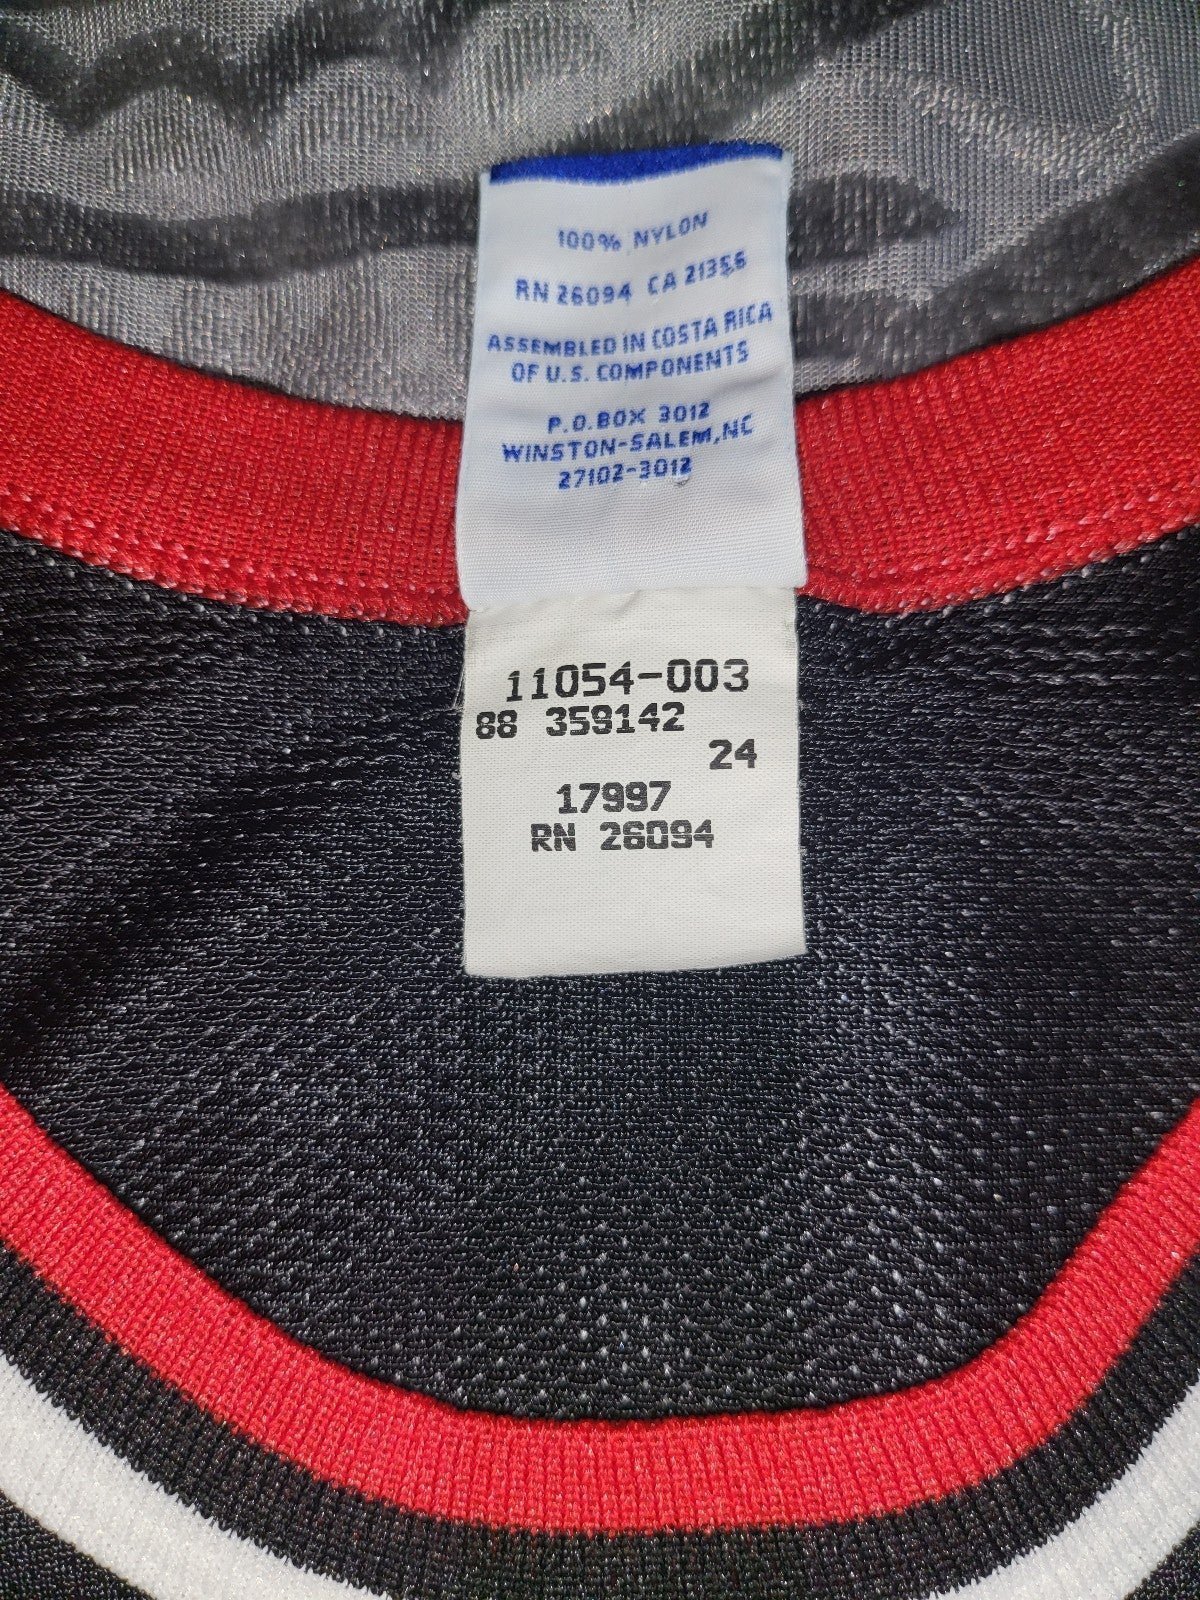 100% NYLON
RN 26094 CA 21356
ASSEMBLED IN COSTA RICA
OF U.S. COMPONENTS
P.O.BOX 3012
WINSTON-SALEM,NC
27102-3012
11054-003
88 359142
24
17997
RN 26094